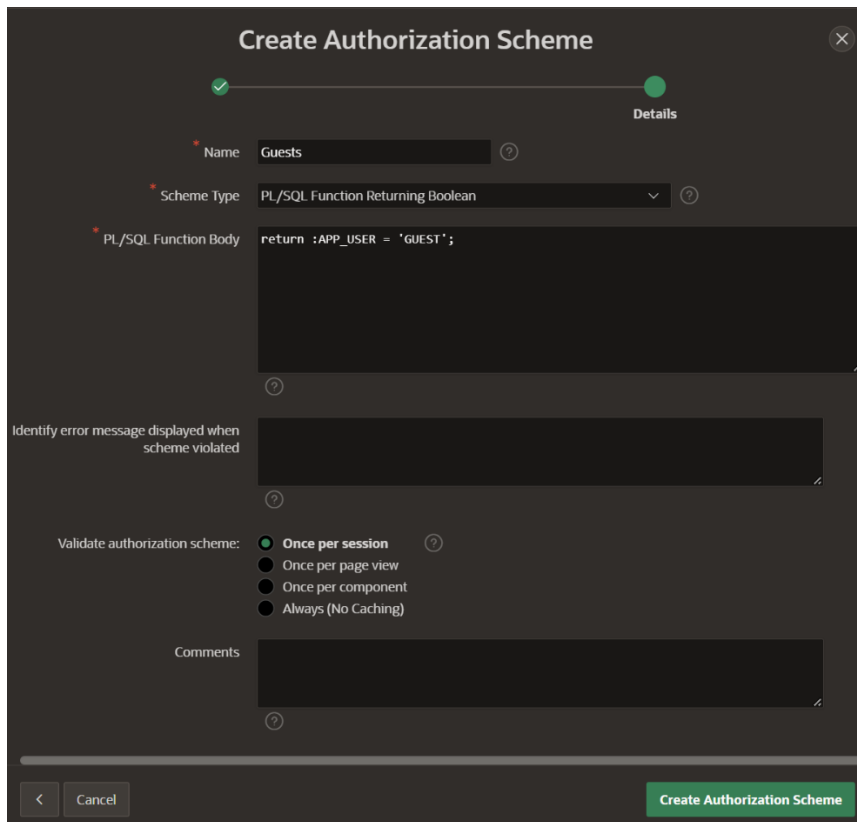 Create Authorization Scheme
Details
* Name Guests ?
* Scheme Type PL/SQL Function Returning Boolean ?
* PL/SQL Function Body return :APP_USER = 'GUEST';
?
Identify error message displayed when
scheme violated
?
Validate authorization scheme: Once per session ?
Once per page view
Once per component
Always (No Caching)
Comments
?
Cancel Create Authorization Scheme